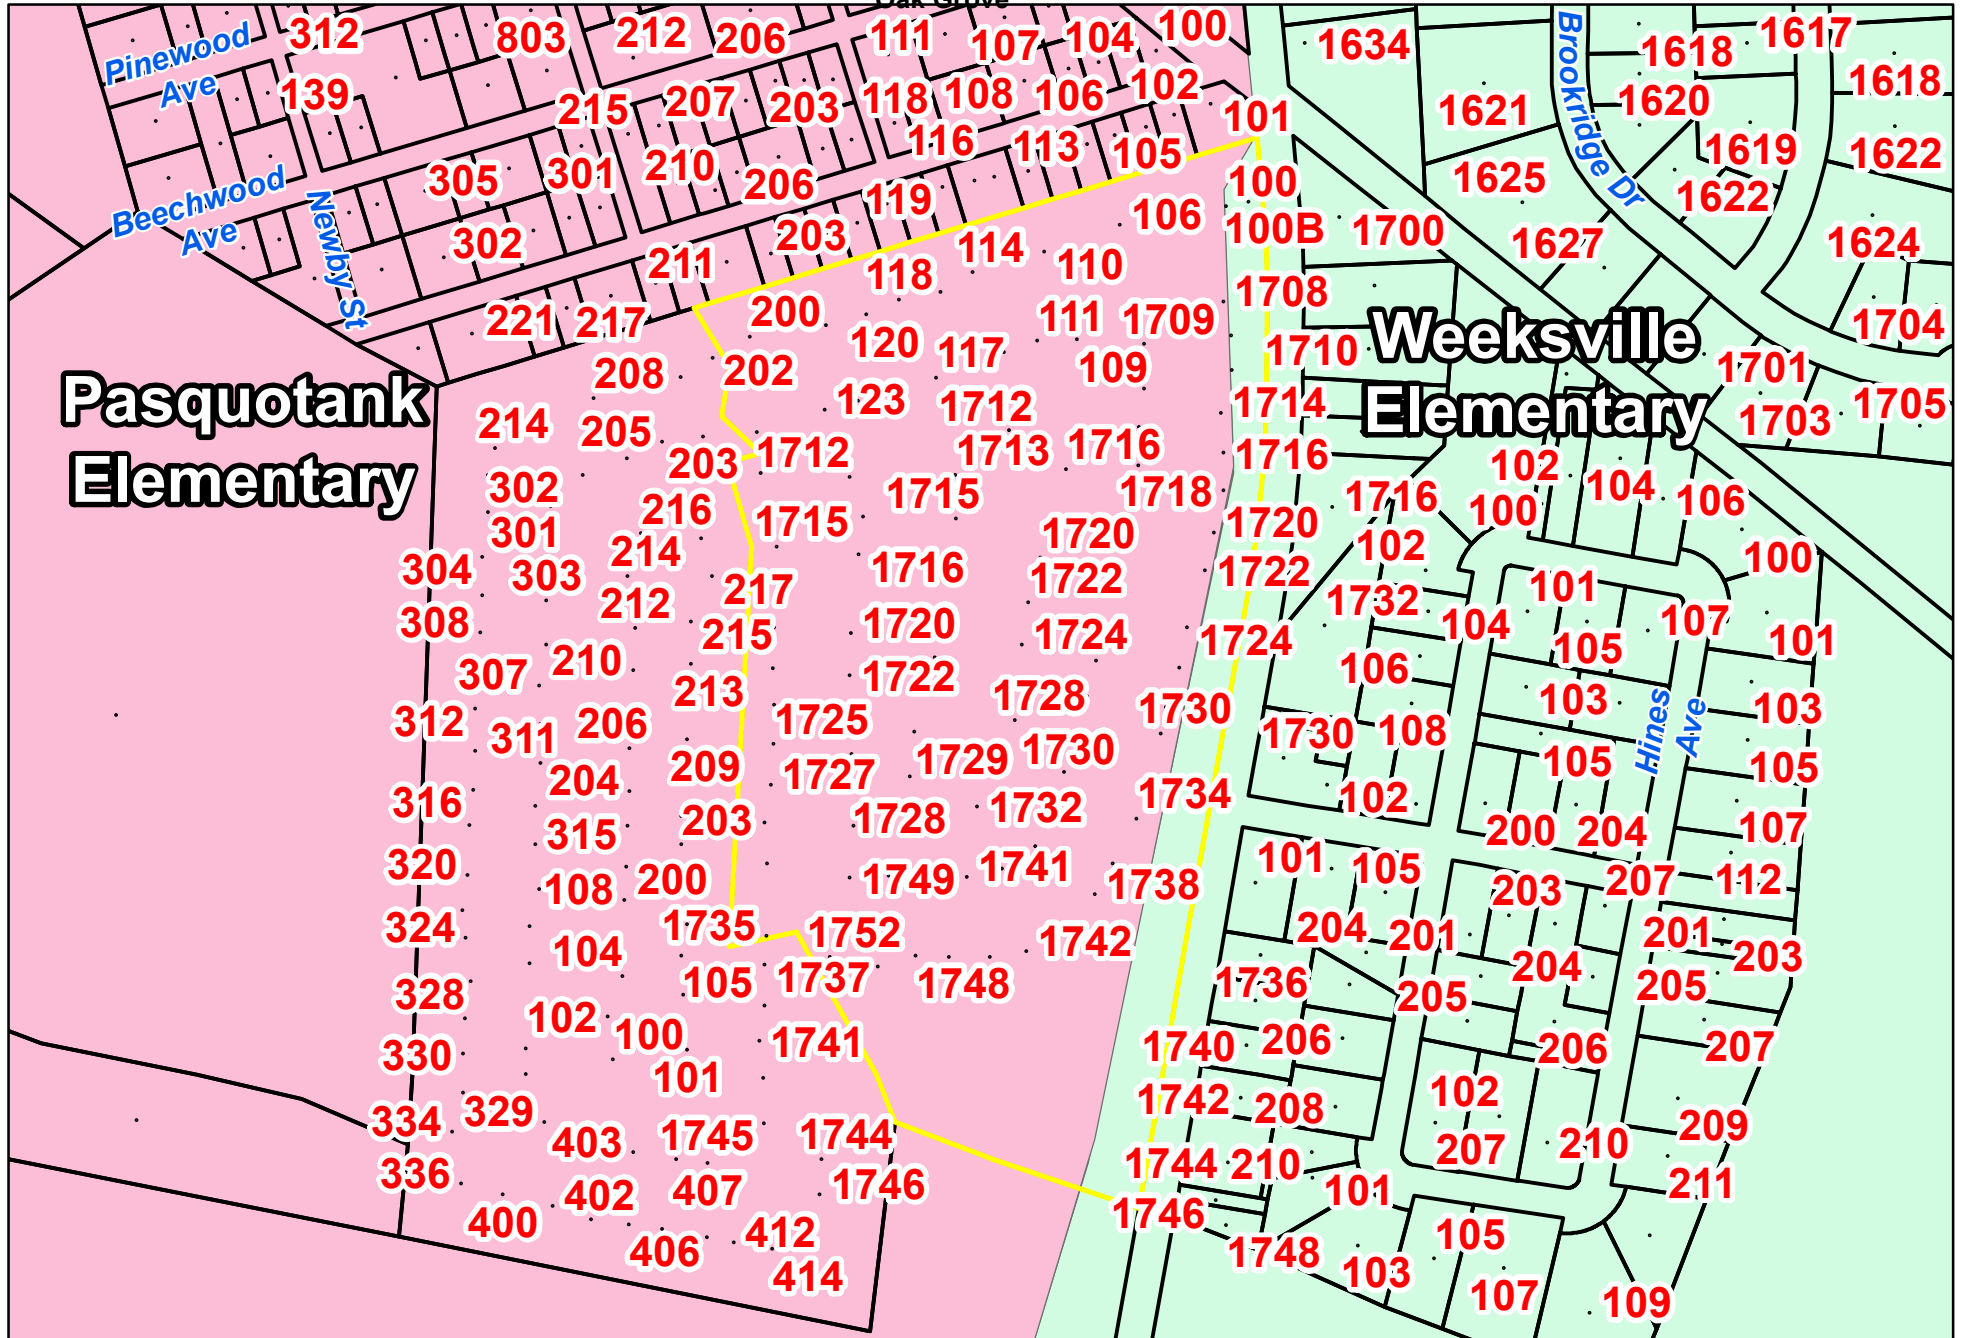 Oak Grove
312 803 212 206 111 107 104 100 1634 1618 1617
Pinewood
Ave
139 215 207 203 118 108 106 102 101 1621 1620 1618
Brookridge Dr
116 113 105 1619 1622
Beechwood
Ave
Newby St
305 301 210 206 119 106 100 1625 1622
302 203 114 100B 1700 1627 1624
211 118 110 1708
221 217 200 111 1709 1704
120 117 1710
Weeksville
Elementary
208 202 109 1701
Pasquotank
Elementary
214 205 123 1712 1714 1703 1705
203 1712 1713 1716 1716 102
302 216 1715 1718 1716 104 106
301 1715 1720 1720 100
304 303 214 1716 1722 1722 102 100
212 217 1732 101
308 215 1720 1724 1724 104 105 107 101
307 210 213 1722 1728 106 103
312 311 206 1725 1730 1730 108 103
Hines
Ave
204 209 1727 1729 1730 105 105
316 203 1728 1732 1734 102 200 204 107
315 101 105
320 108 200 1749 1741 1738 203 207 112
324 104 1735 1752 1742 204 201 201 203
328 105 1737 1748 1736 205 204 205
102 100 1741 1740 206 206 207
330 101 1742 208 102
334 329 403 1745 1744 207 210 209
336 402 407 1746 1744 210 101 211
400 406 412 1746 1748 105
414 103 107 109